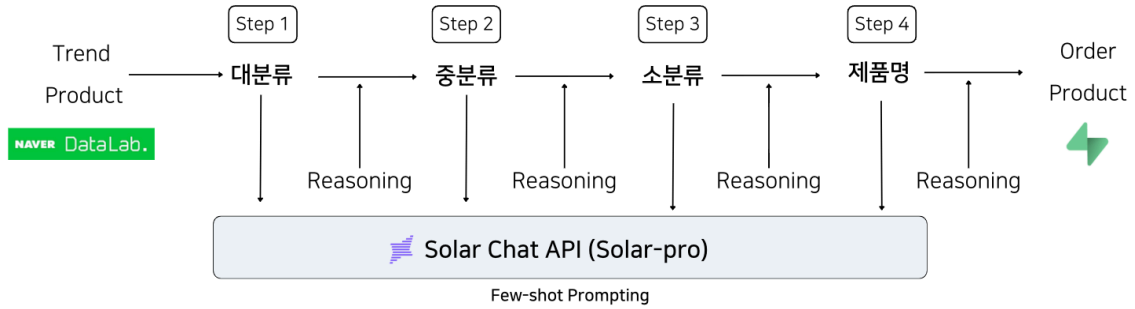 Step 1
Step 2
Step 3
Step 4
Trend
Product
NAVER DataLab.
대분류
중분류
소분류
제품명
Order
Product
Reasoning
Reasoning
Reasoning
Reasoning
Solar Chat API (Solar-pro)
Few-shot Prompting